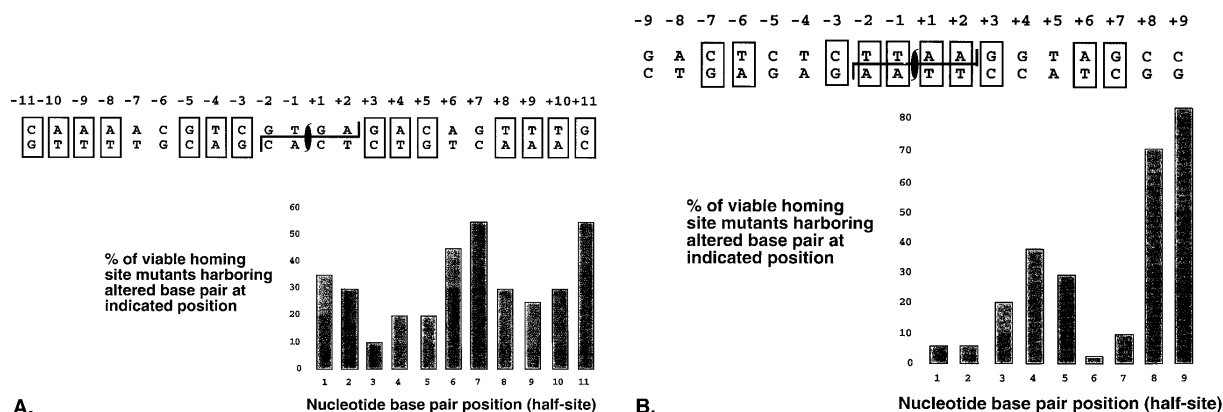 -11 -10 -9 -8 -7 -6 -5 -4 -3 -2 -1 +1 +2 +3 +4 +5 +6 +7 +8 +9 +10 +11
C A A A A C G T C G T G A G A C A G T T T G
G T T T T G C A G C A C T C T G T C A A A C
60
50
40
30
20
10
0
% of viable homing
site mutants harboring
altered base pair at
indicated position
1 2 3 4 5 6 7 8 9 10 11
Nucleotide base pair position (half-site)
A.
-9 -8 -7 -6 -5 -4 -3 -2 -1 +1 +2 +3 +4 +5 +6 +7 +8 +9
G A C T C T C T T A A G G T A G C C
C T G A G A G A A T T C C A T C G G
80
70
60
50
40
30
20
10
0
% of viable homing
site mutants harboring
altered base pair at
indicated position
1 2 3 4 5 6 7 8 9
Nucleotide base pair position (half-site)
B.